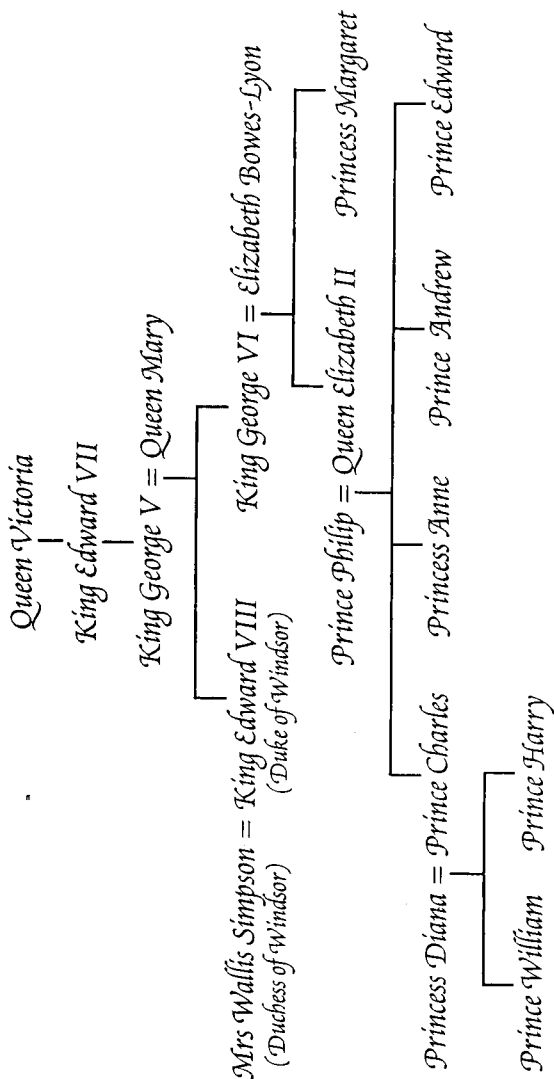 Queen Victoria
King Edward VII
King George V = Queen Mary
Mrs Wallis Simpson = King Edward VIII
(Duchess of Windsor)
(Duke of Windsor)
King George VI = Elizabeth Bowes-Lyon
Prince Philip = Queen Elizabeth II
Princess Margaret
Princess Diana = Prince Charles
Princess Anne
Prince Andrew
Prince Edward
Prince William
Prince Harry